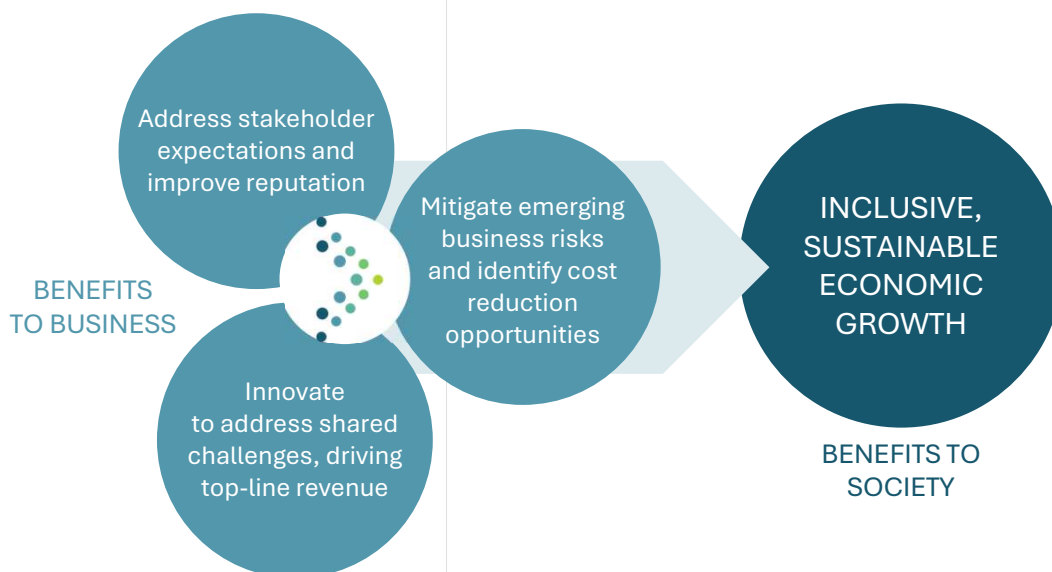 Address stakeholder
expectations and
improve reputation
Mitigate emerging
business risks
and identify cost
reduction
opportunities
INCLUSIVE,
SUSTAINABLE
ECONOMIC
GROWTH
BENEFITS
TO BUSINESS
Innovate
to address shared
challenges, driving
top-line revenue
BENEFITS TO
SOCIETY